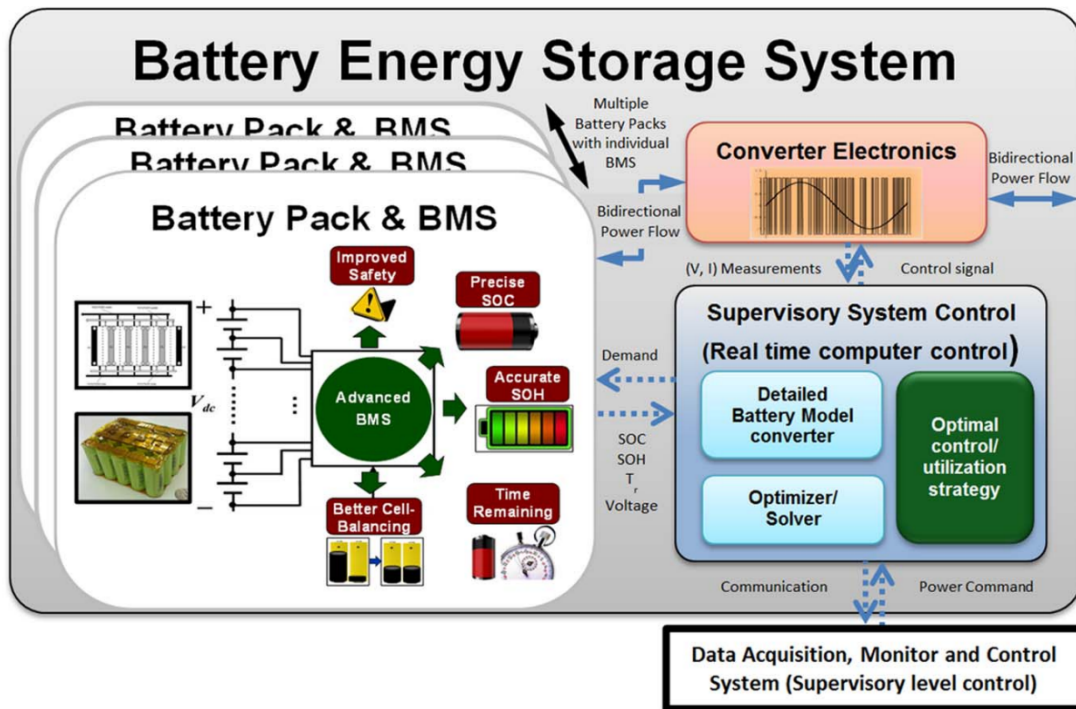 Battery Energy Storage System
Battery Pack & BMS
Battery Pack & BMS
Battery Pack & BMS
Improved
Safety
Precise
SOC
Accurate
SOH
Time
Remaining
Better Cell-
Balancing
Advanced
BMS
+
V dc
−
Multiple
Battery Packs
with individual
BMS
Bidirectional
Power Flow
Converter Electronics
Bidirectional
Power Flow
(V, I) Measurements
Control signal
Supervisory System Control
(Real time computer control)
Detailed
Battery Model
converter
Optimizer/
Solver
Optimal
control/
utilization
strategy
Demand
SOC
SOH
Tr
Voltage
Communication
Power Command
Data Acquisition, Monitor and Control
System (Supervisory level control)